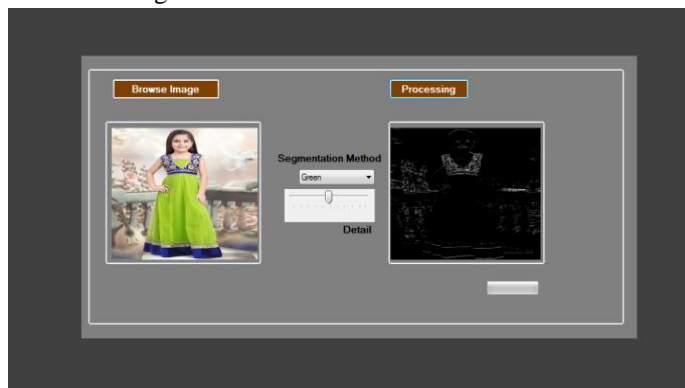 Browse Image
Processing
Segmentation Method
Green
Detail